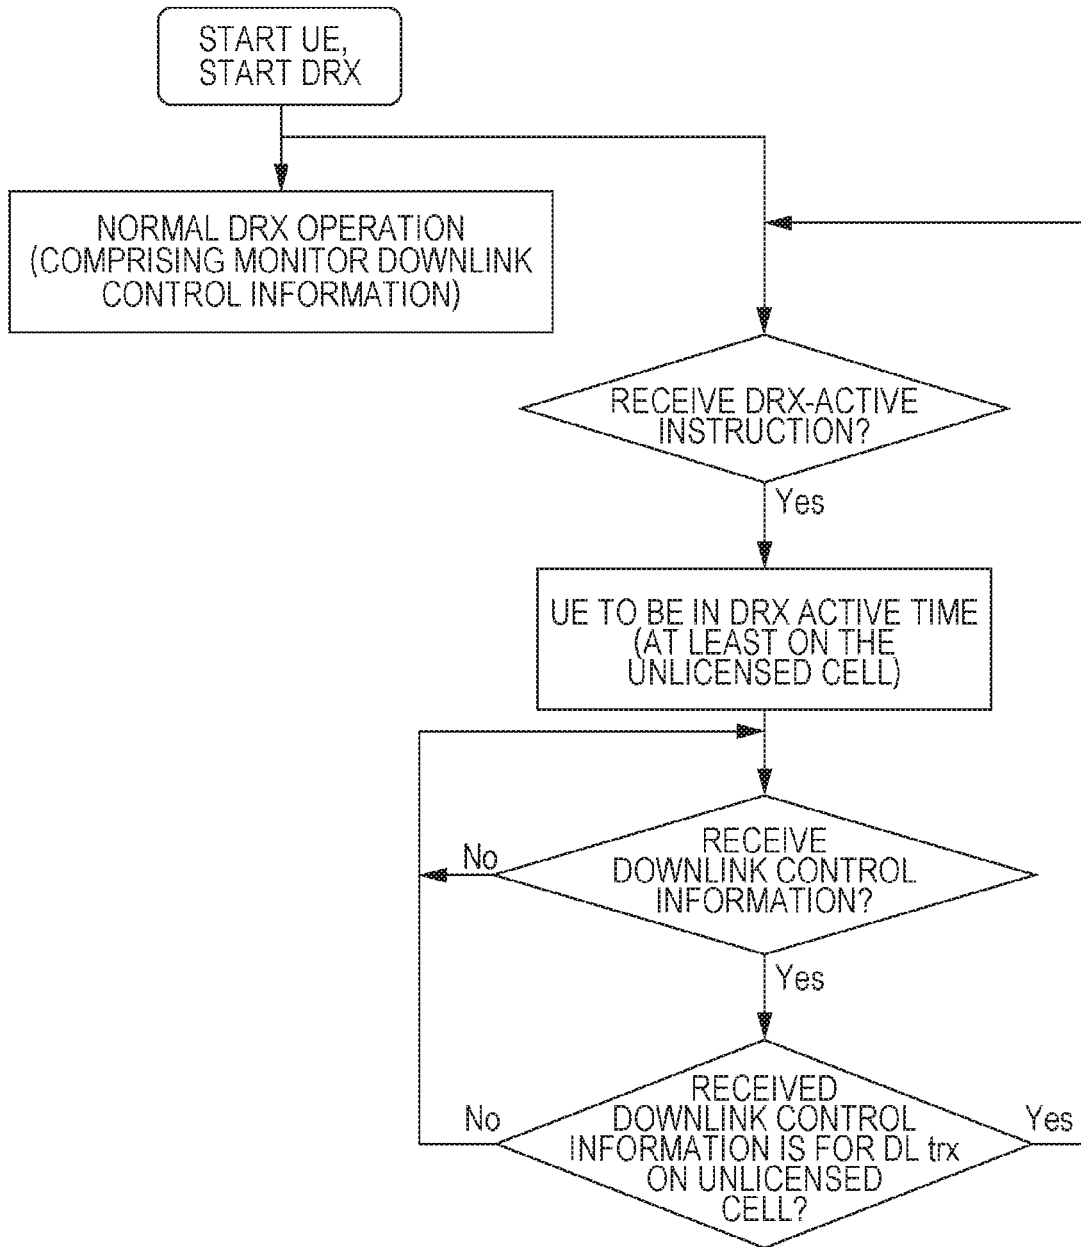 START UE,
START DRX
NORMAL DRX OPERATION
(COMPRISING MONITOR DOWNLINK
CONTROL INFORMATION)
RECEIVE DRX-ACTIVE
INSTRUCTION?
Yes
UE TO BE IN DRX ACTIVE TIME
(AT LEAST ON THE
UNLICENSED CELL)
RECEIVE
DOWNLINK CONTROL
INFORMATION?
No
Yes
RECEIVED
DOWNLINK CONTROL
INFORMATION IS FOR DL trx
ON UNLICENSED
CELL?
No
Yes